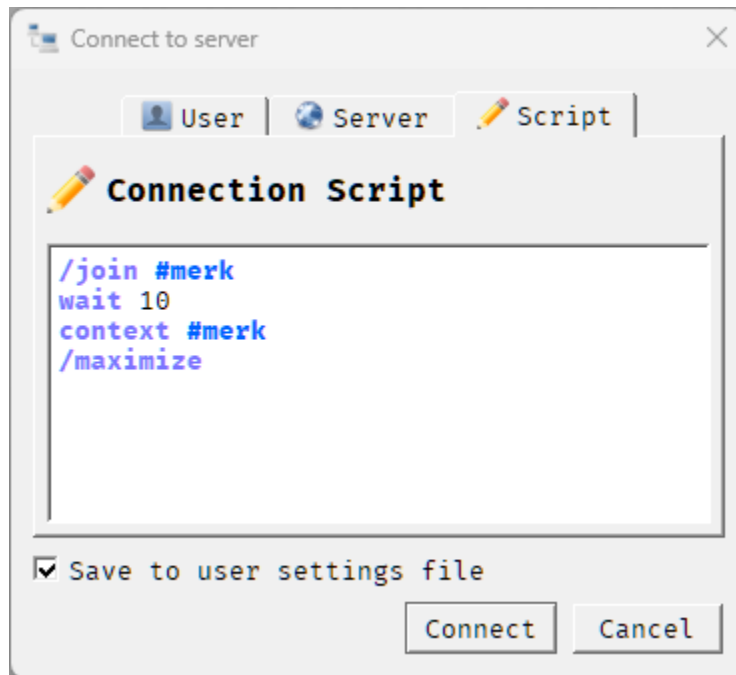 Connect to server
User Server Script
Connection Script
/join #merk
wait 10
context #merk
/maximize
Save to user settings file
Connect Cancel